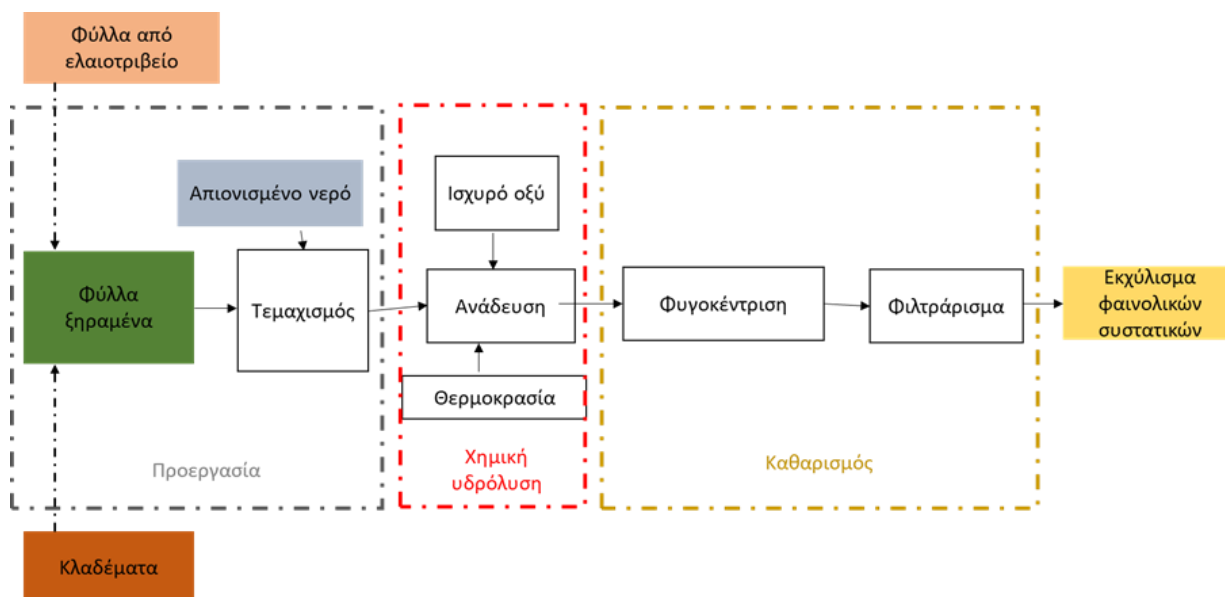 Φύλλα από
ελαιοτριβείο
Απιονισμένο νερό
Ισχυρό οξύ
Φύλλα
ξηραμένα
Τεμαχισμός
Ανάδευση
Φυγοκέντριση
Φιλτράρισμα
Εκχύλισμα
φαινολικών
συστατικών
Θερμοκρασία
Προεργασία
Χημική
υδρόλυση
Καθαρισμός
Κλαδέματα